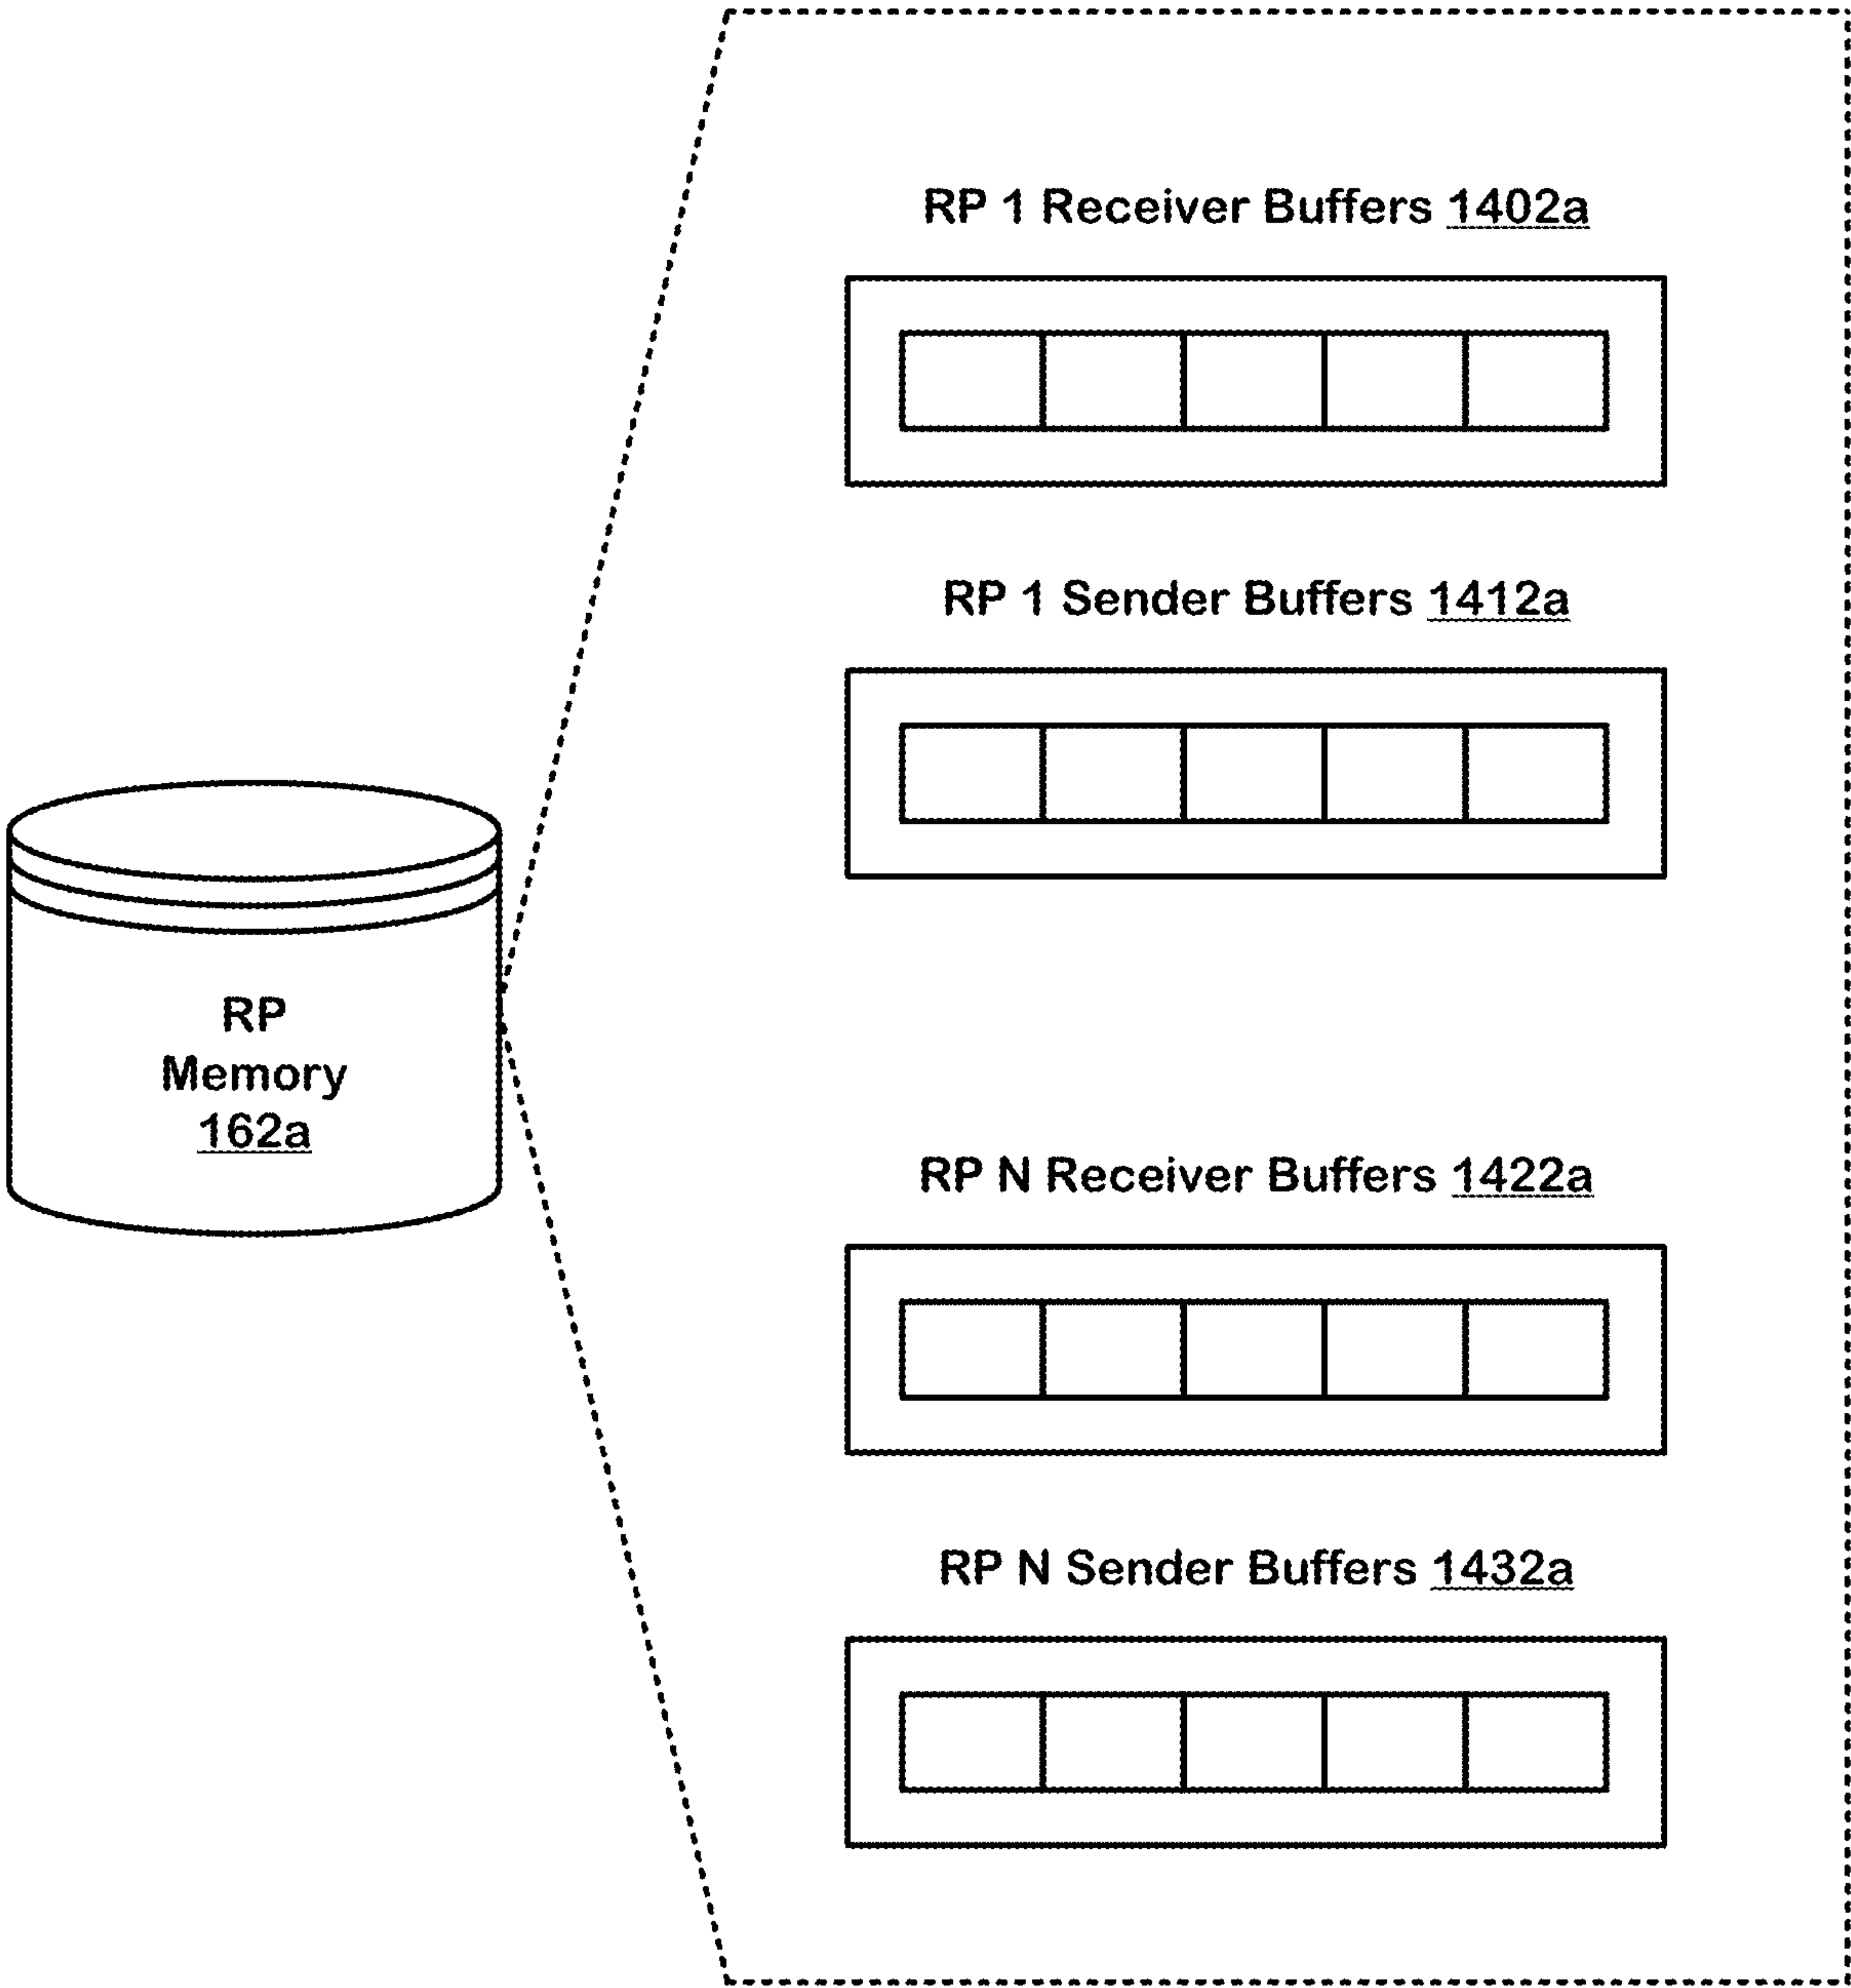 RP 1 Receiver Buffers 1402a
RP 1 Sender Buffers 1412a
RP
Memory
162a
RP N Receiver Buffers 1422a
RP N Sender Buffers 1432a